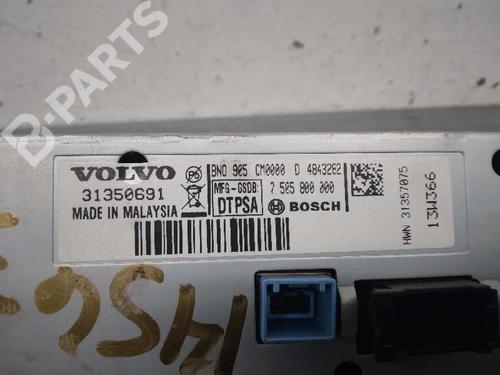 B-PARTS
VOLVO
31350691
MADE IN MALAYSIA
BNO 905 CM0000 D 4843262
MFG-GSDB:
DTPSA
7 505 800 000
BOSCH
HWN 31357075
13W366